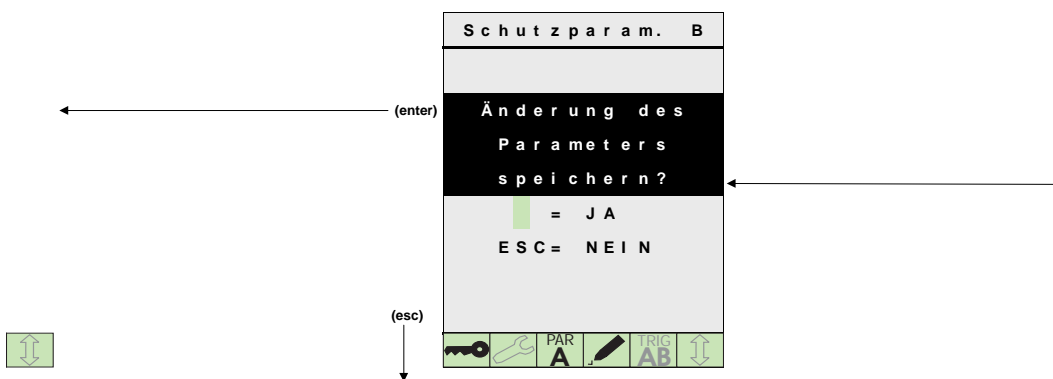 Schutzparam. B
(enter)
Änderung des
Parameters
speichern?
= JA
ESC= NEIN
(esc)
PAR
A
TRIG
AB